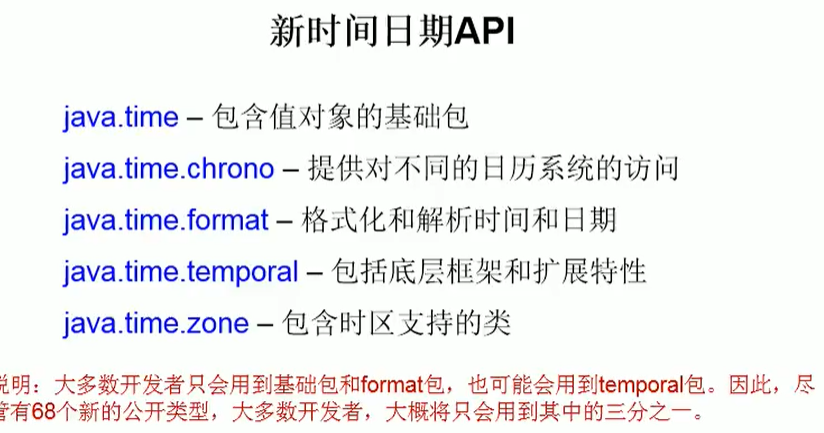 新时间日期API
java.time – 包含值对象的基础包
java.time.chrono – 提供对不同的日历系统的访问
java.time.format – 格式化和解析时间和日期
java.time.temporal – 包括底层框架和扩展特性
java.time.zone – 包含时区支持的类
说明：大多数开发者只会用到基础包和format包，也可能会用到temporal包。因此，尽
管有68个新的公开类型，大多数开发者，大概将只会用到其中的三分之一。